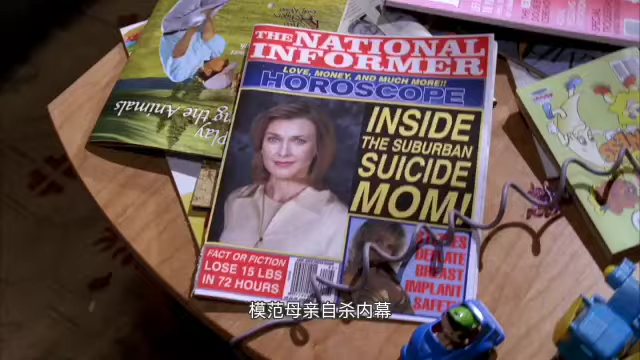 THE NATIONAL
INFORMER
LOVE, MONEY, AND MUCH MORE!!
HOROSCOPE
INSIDE
THE SUBURBAN
SUICIDE
MOM!
FACT OR FICTION
LOSE 15 LBS
IN 72 HOURS
DEBATE
BREAST
IMPLANT
SAFETY
Play
the Animals
模范母亲自杀内幕